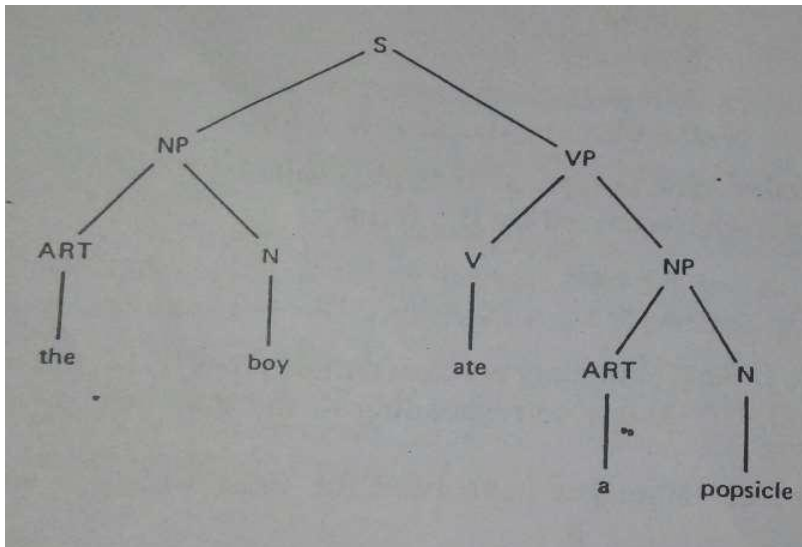 S
NP VP
ART N V NP
the boy ate ART N
a popsicle